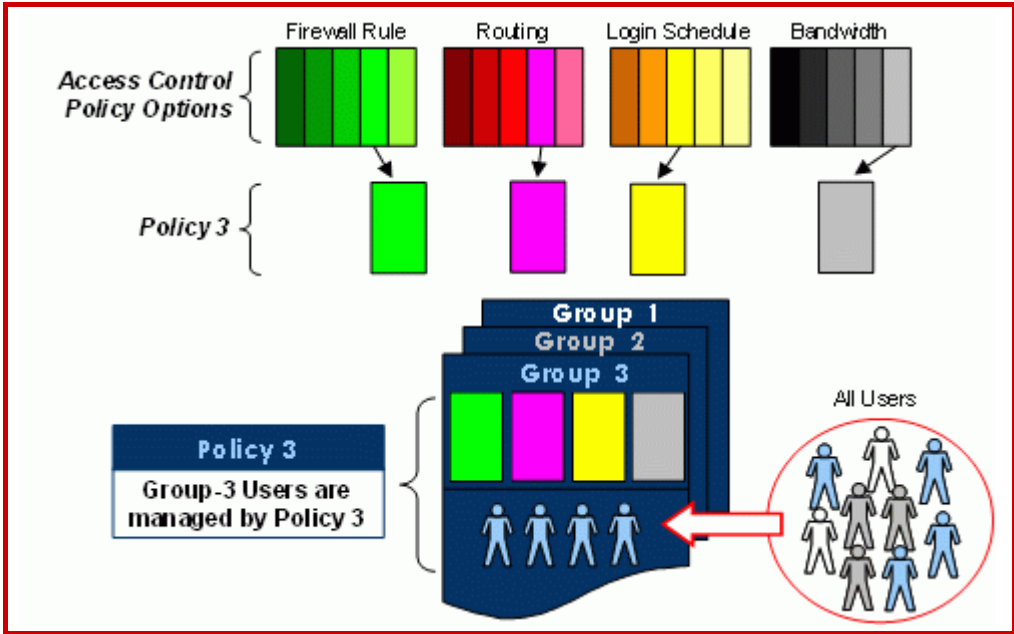 Firewall Rule
Routing
Login Schedule
Bandwidth
Access Control
Policy Options
Policy 3
Group 1
Group 2
Group 3
All Users
Policy 3
Group-3 Users are
managed by Policy 3